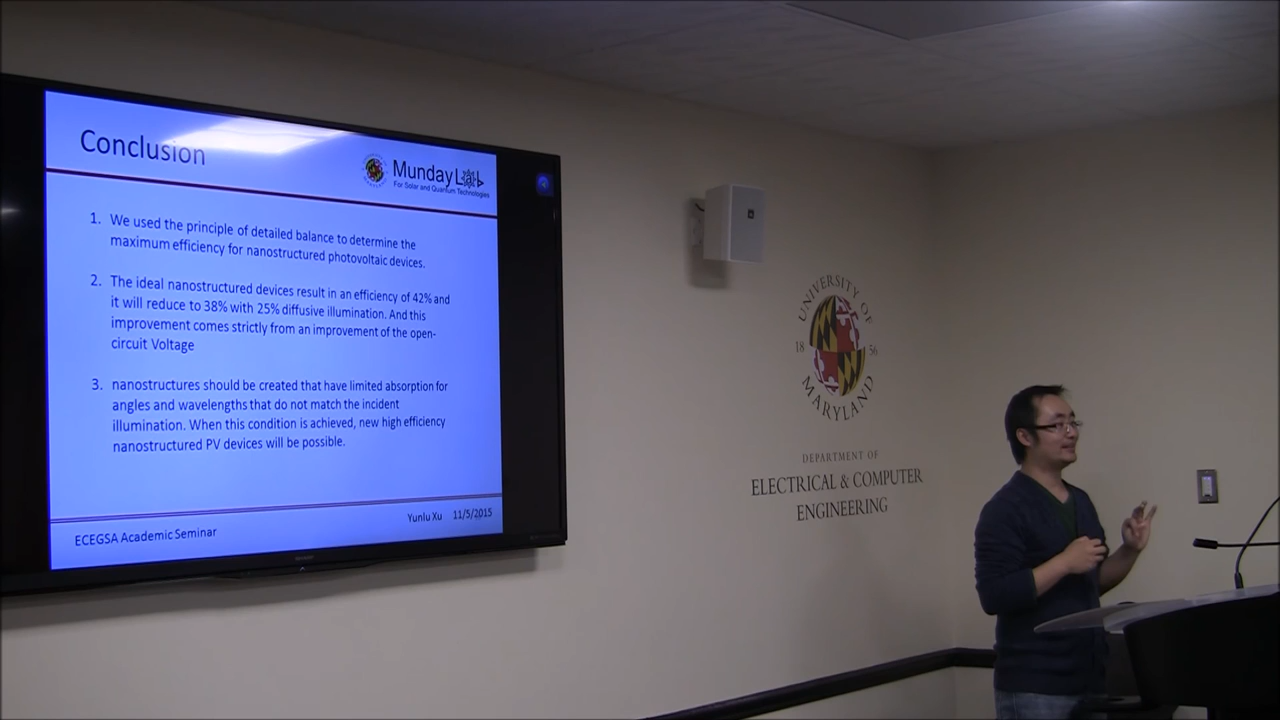 Conclusion
Munday Lab
For Solar and Quantum Technologies
1. We used the principle of detailed balance to determine the
maximum efficiency for nanostructured photovoltaic devices.
2. The ideal nanostructured devices result in an efficiency of 42% and
it will reduce to 38% with 25% diffusive illumination. And this
improvement comes strictly from an improvement of the open-
circuit Voltage
3. nanostructures should be created that have limited absorption for
angles and wavelengths that do not match the incident
illumination. When this condition is achieved, new high efficiency
nanostructured PV devices will be possible.
Yunlu Xu 11/5/2015
ECEGSA Academic Seminar
UNIVERSITY OF
18 56
MARYLAND
DEPARTMENT OF
ELECTRICAL & COMPUTER
ENGINEERING